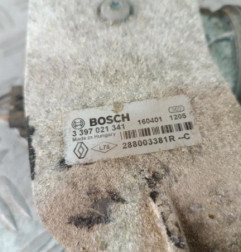 BOSCH 160401 1205
3 397 021 341
Made in Hungary
288003381R -C